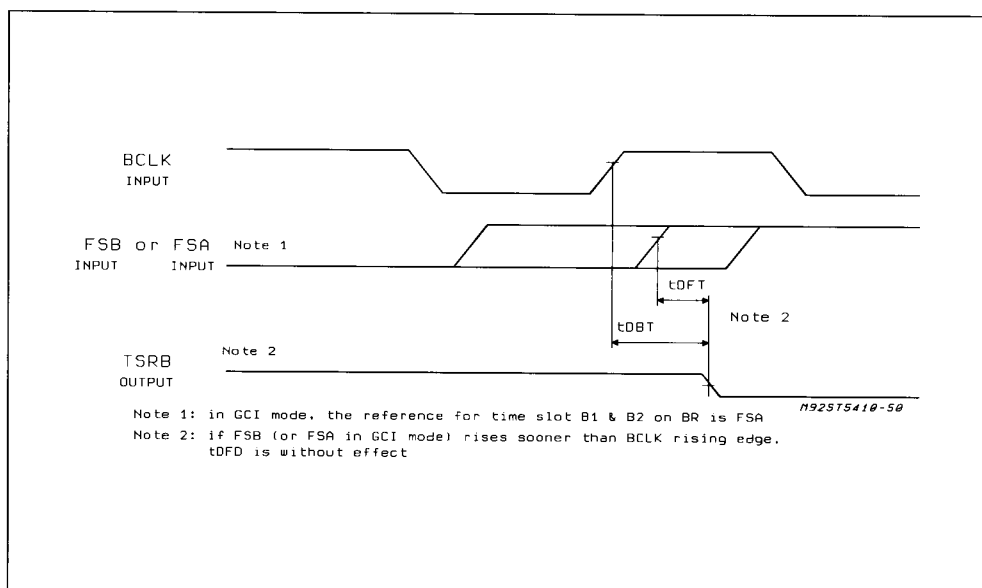 BCLK
INPUT
FSB or FSA Note 1
INPUT INPUT
tDFT
Note 2
tDBT
Note 2
TSRB
OUTPUT
M92ST5410-50
Note 1: in GCI mode, the reference for time slot B1 & B2 on BR is FSA
Note 2: if FSB (or FSA in GCI mode) rises sooner than BCLK rising edge,
tDFD is without effect